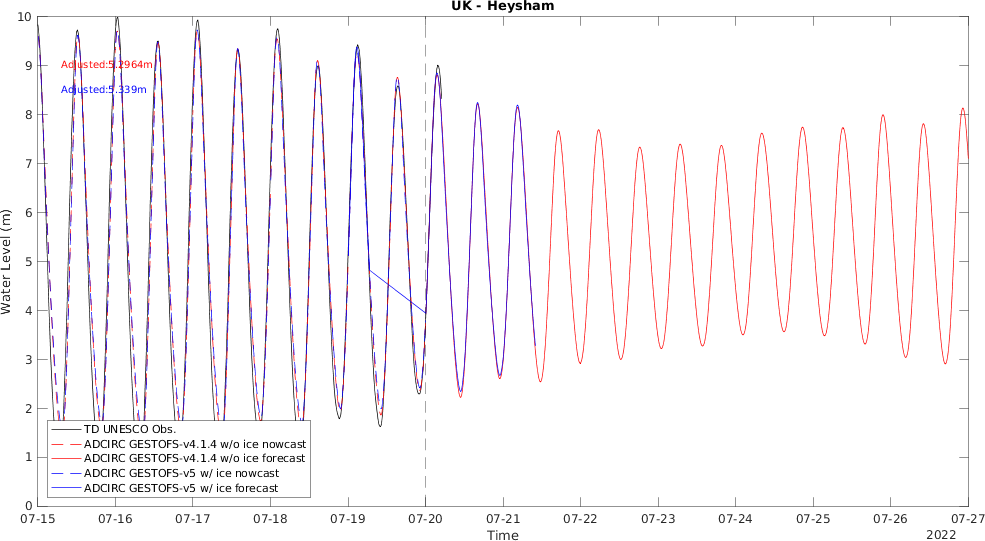 UK - Heysham
10
9
8
7
6
5
4
3
2
1
0
Water Level (m)
Adjusted:5.2964m
Adjusted:5.339m
TD UNESCO Obs.
ADCIRC GESTOFS-v4.1.4 w/o ice nowcast
ADCIRC GESTOFS-v4.1.4 w/o ice forecast
ADCIRC GESTOFS-v5 w/ ice nowcast
ADCIRC GESTOFS-v5 w/ ice forecast
07-15 07-16 07-17 07-18 07-19 07-20 07-21 07-22 07-23 07-24 07-25 07-26 07-27
Time
2022